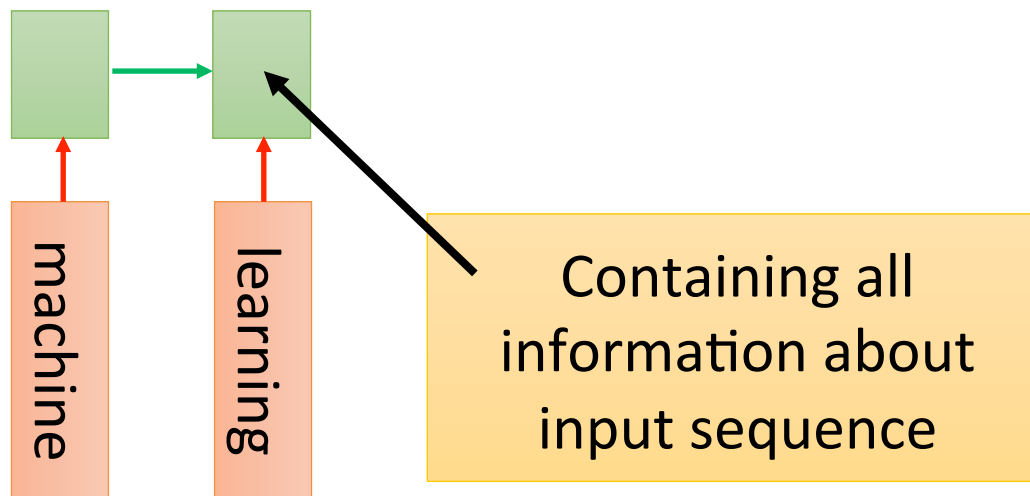 machine
learning
Containing all
information about
input sequence